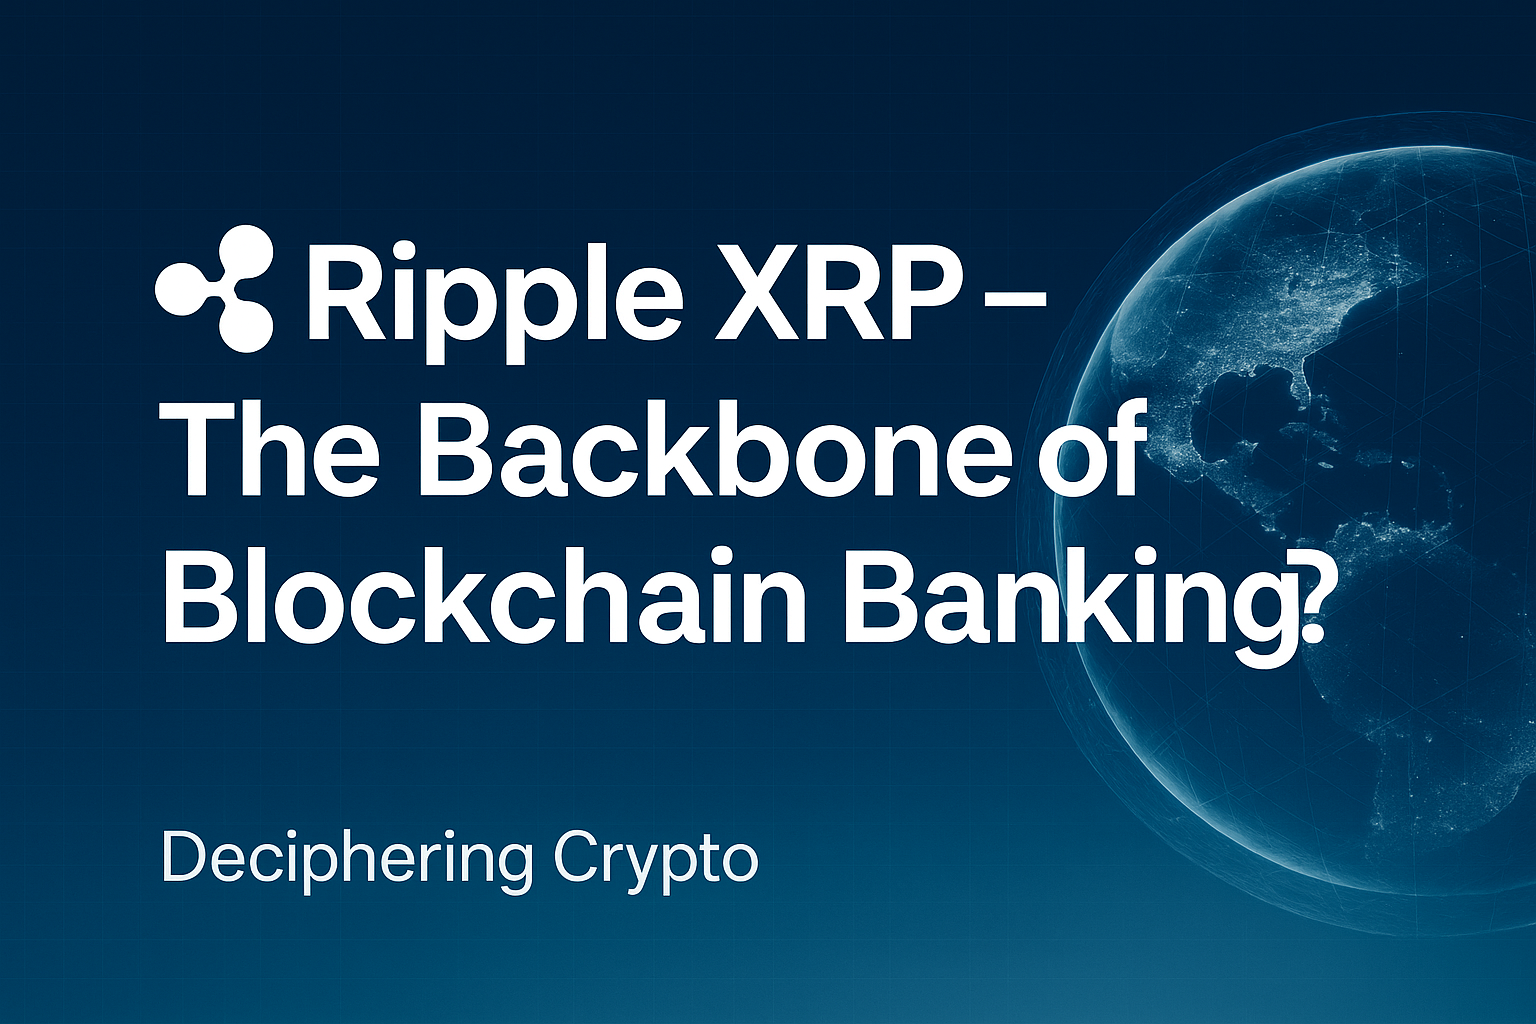 Ripple XRP –
The Backbone of
Blockchain Banking?
Deciphering Crypto